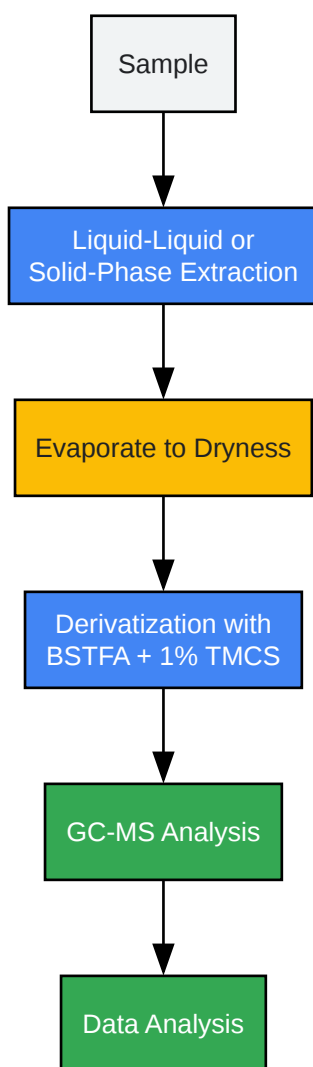 Sample
Liquid-Liquid or
Solid-Phase Extraction
Evaporate to Dryness
Derivatization with
BSTFA + 1% TMCS
GC-MS Analysis
Data Analysis